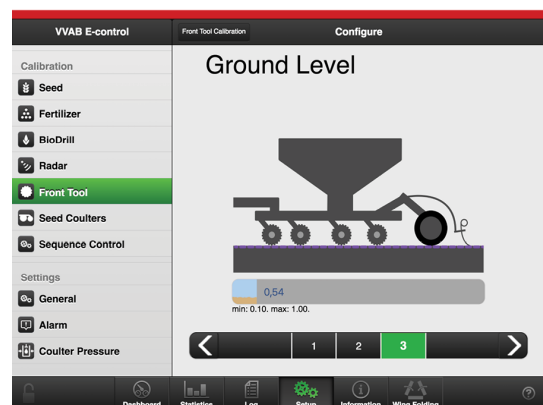 VVAB E-control
Front Tool Calibration
Configure
Calibration
Seed
Fertilizer
BioDrill
Radar
Front Tool
Seed Coulters
Sequence Control
Settings
General
Alarm
Coulter Pressure
Ground Level
0,54
min: 0.10. max: 1.00.
1 2 3
Dashboard Statistics Log Setup Information Wing Folding